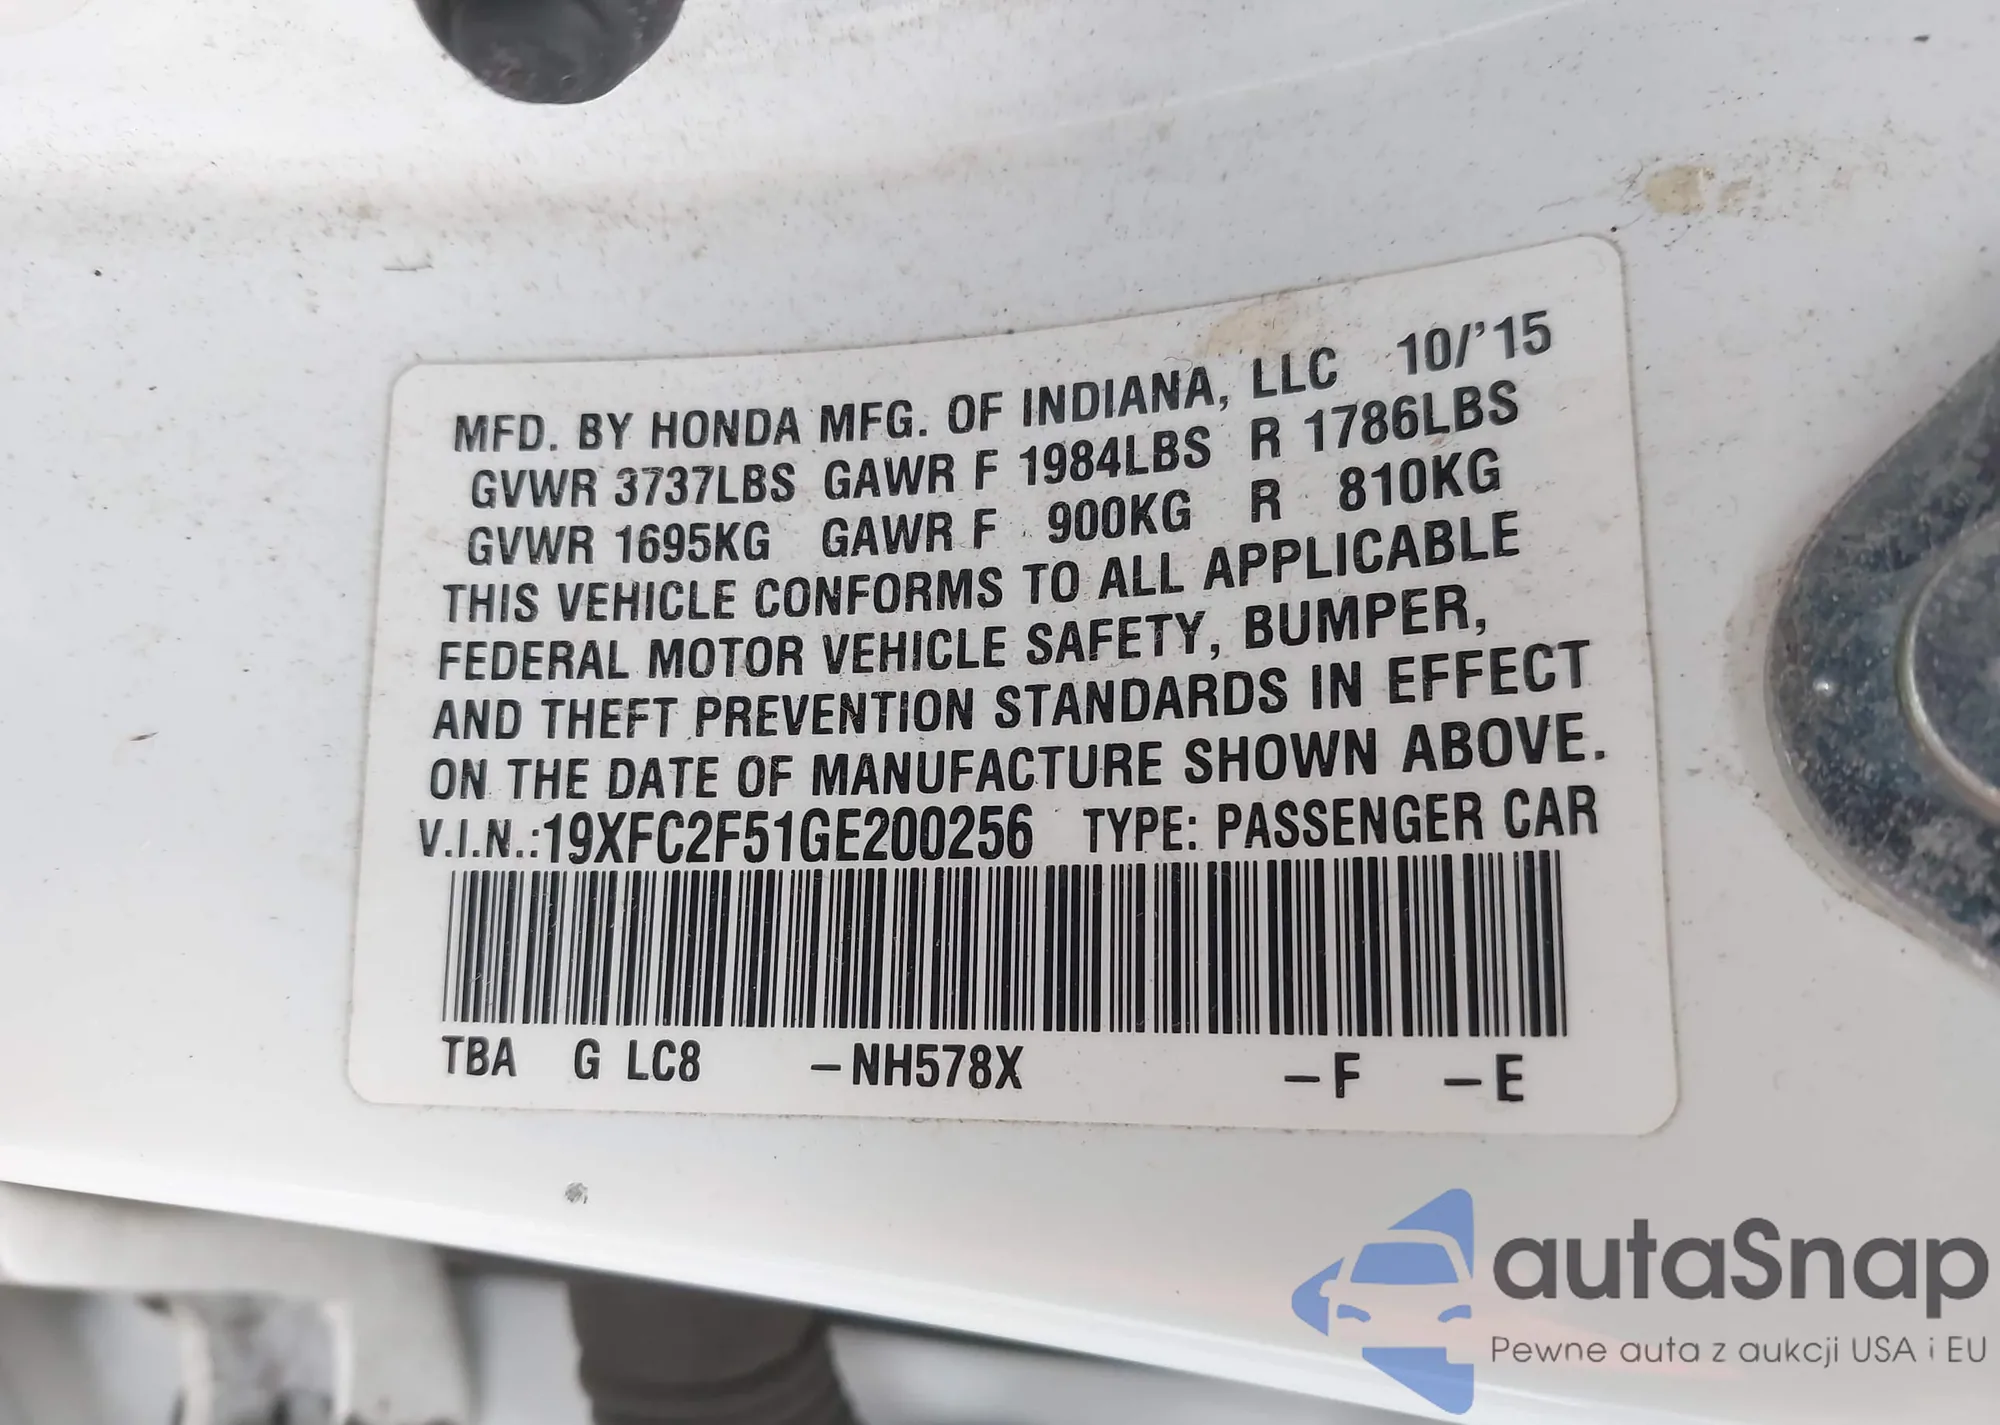 MFD. BY HONDA MFG. OF INDIANA, LLC 10/'15
GVWR 3737LBS GAWR F 1984LBS R 1786LBS
GVWR 1695KG GAWR F 900KG R 810KG
THIS VEHICLE CONFORMS TO ALL APPLICABLE
FEDERAL MOTOR VEHICLE SAFETY, BUMPER,
AND THEFT PREVENTION STANDARDS IN EFFECT
ON THE DATE OF MANUFACTURE SHOWN ABOVE.
V.I.N.:19XFC2F51GE200256 TYPE: PASSENGER CAR
TBA G LC8 –NH578X –F –E
autaSnap
Pewne auta z aukcji USA i EU